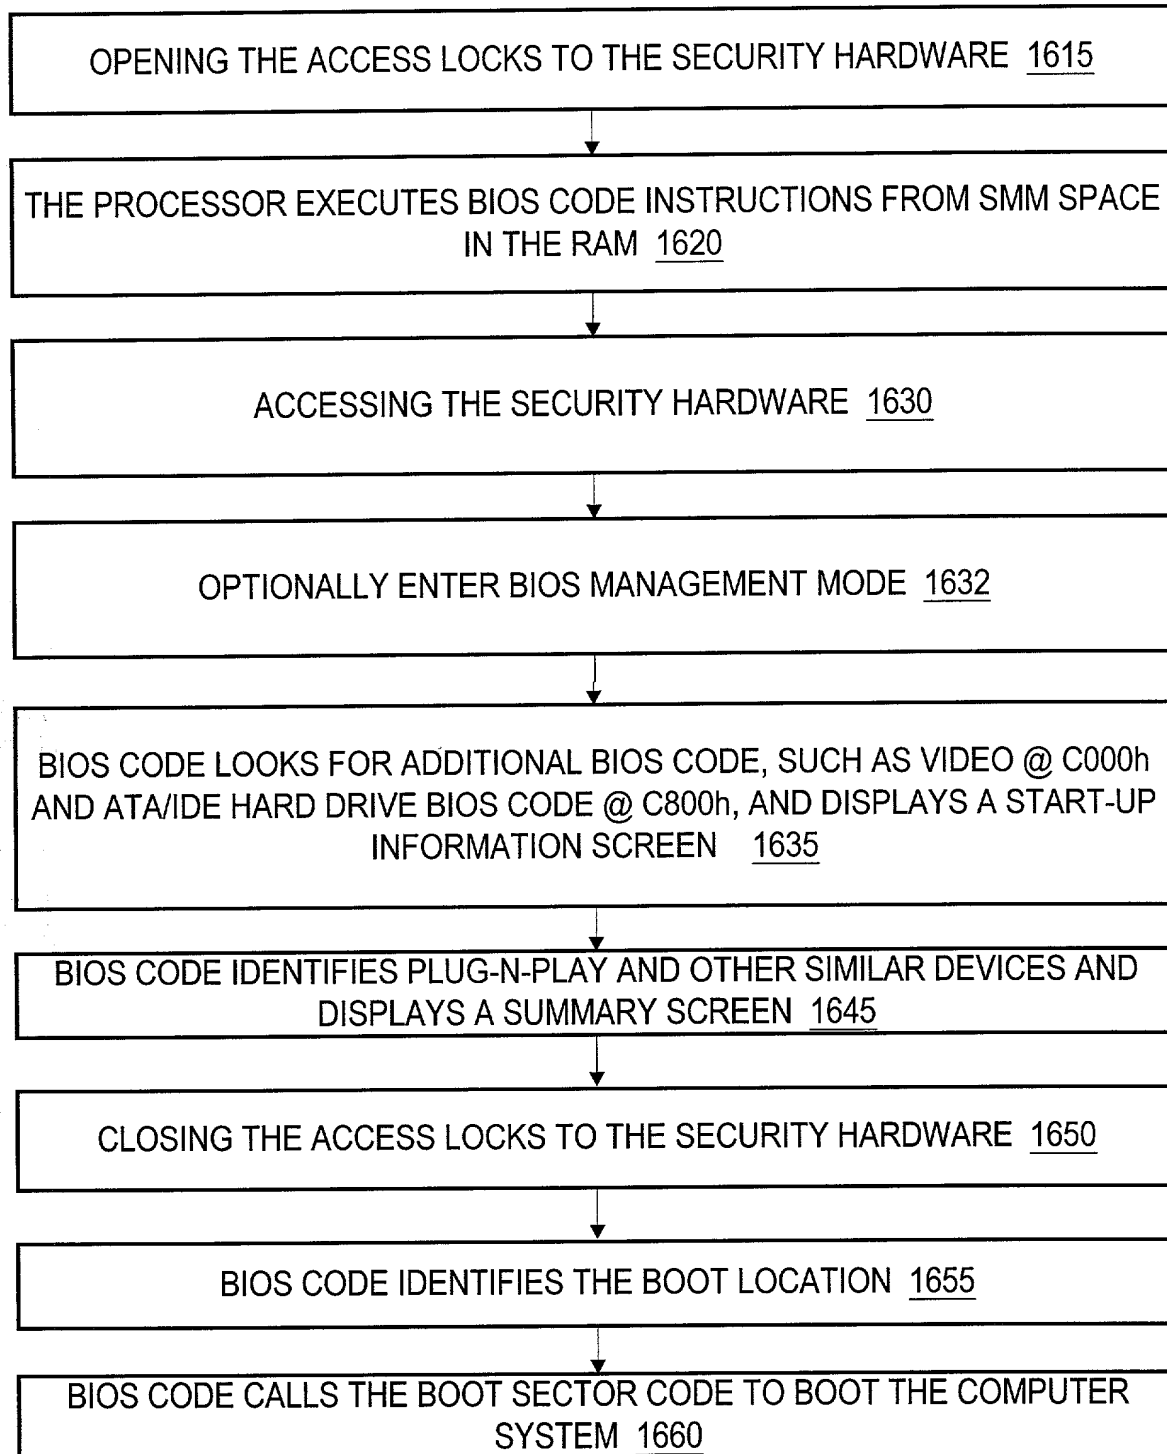 OPENING THE ACCESS LOCKS TO THE SECURITY HARDWARE 1615
THE PROCESSOR EXECUTES BIOS CODE INSTRUCTIONS FROM SMM SPACE
IN THE RAM 1620
ACCESSING THE SECURITY HARDWARE 1630
OPTIONALLY ENTER BIOS MANAGEMENT MODE 1632
BIOS CODE LOOKS FOR ADDITIONAL BIOS CODE, SUCH AS VIDEO @ C000h
AND ATA/IDE HARD DRIVE BIOS CODE @ C800h, AND DISPLAYS A START-UP
INFORMATION SCREEN 1635
BIOS CODE IDENTIFIES PLUG-N-PLAY AND OTHER SIMILAR DEVICES AND
DISPLAYS A SUMMARY SCREEN 1645
CLOSING THE ACCESS LOCKS TO THE SECURITY HARDWARE 1650
BIOS CODE IDENTIFIES THE BOOT LOCATION 1655
BIOS CODE CALLS THE BOOT SECTOR CODE TO BOOT THE COMPUTER
SYSTEM 1660